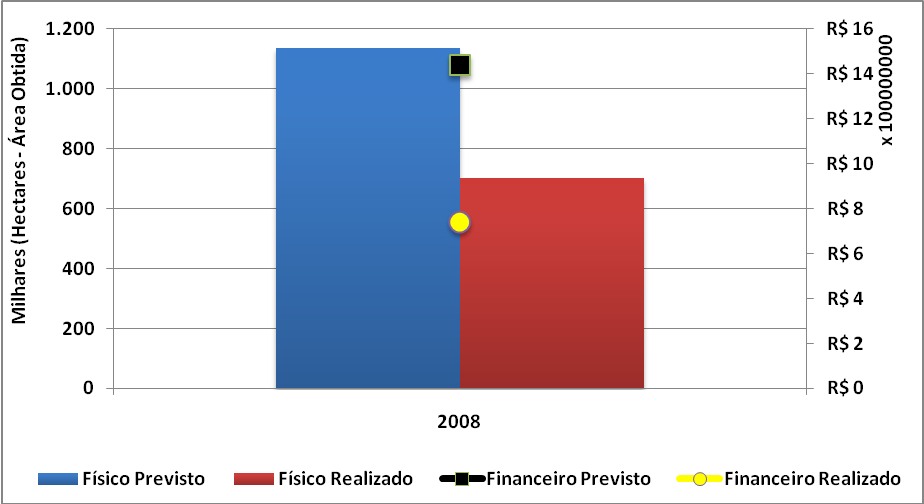 Milhares (Hectares - Área Obtida)
1.200
1.000
800
600
400
200
0
R$ 16
R$ 14
R$ 12
R$ 10
R$ 8
R$ 6
R$ 4
R$ 2
R$ 0
x 100000000
2008
Físico Previsto
Físico Realizado
Financeiro Previsto
Financeiro Realizado